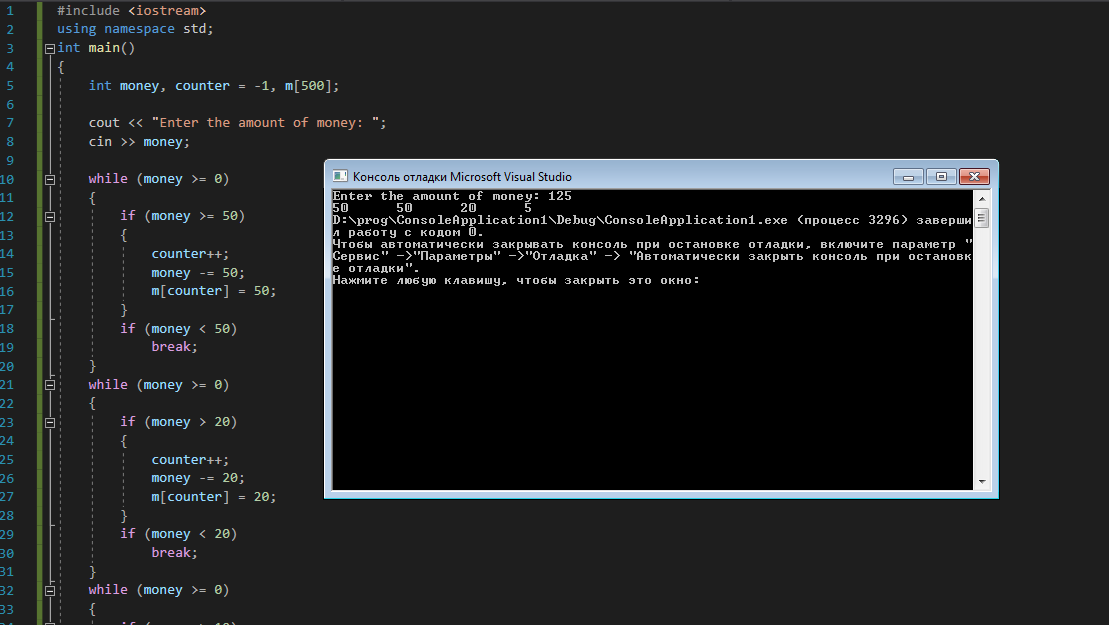 1 #include <iostream>
2 using namespace std;
3 int main()
4 {
5 int money, counter = -1, m[500];
6
7 cout << "Enter the amount of money: ";
8 cin >> money;
9
10 while (money >= 0)
11 {
12 if (money >= 50)
13 {
14 counter++;
15 money -= 50;
16 m[counter] = 50;
17 }
18 if (money < 50)
19 break;
20 }
21 while (money >= 0)
22 {
23 if (money > 20)
24 {
25 counter++;
26 money -= 20;
27 m[counter] = 20;
28 }
29 if (money < 20)
30 break;
31 }
32 while (money >= 0)
33 {
Консоль отладки Microsoft Visual Studio
Enter the amount of money: 125
50 50 20 5
D:\prog\ConsoleApplication1\Debug\ConsoleApplication1.exe (процесс 3296) заверши
л работу с кодом 0.
Чтобы автоматически закрывать консоль при остановке отладки, включите параметр "
Сервис" ->"Параметры" ->"Отладка" -> "Автоматически закрыть консоль при остановк
е отладки".
Нажмите любую клавишу, чтобы закрыть это окно: